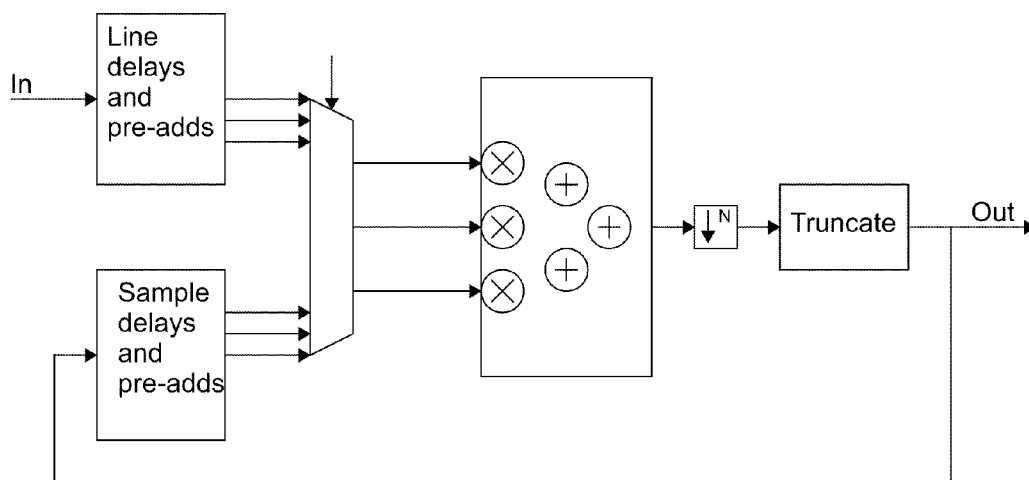 In
Line
delays
and
pre-adds
Sample
delays
and
pre-adds
N
Truncate
Out